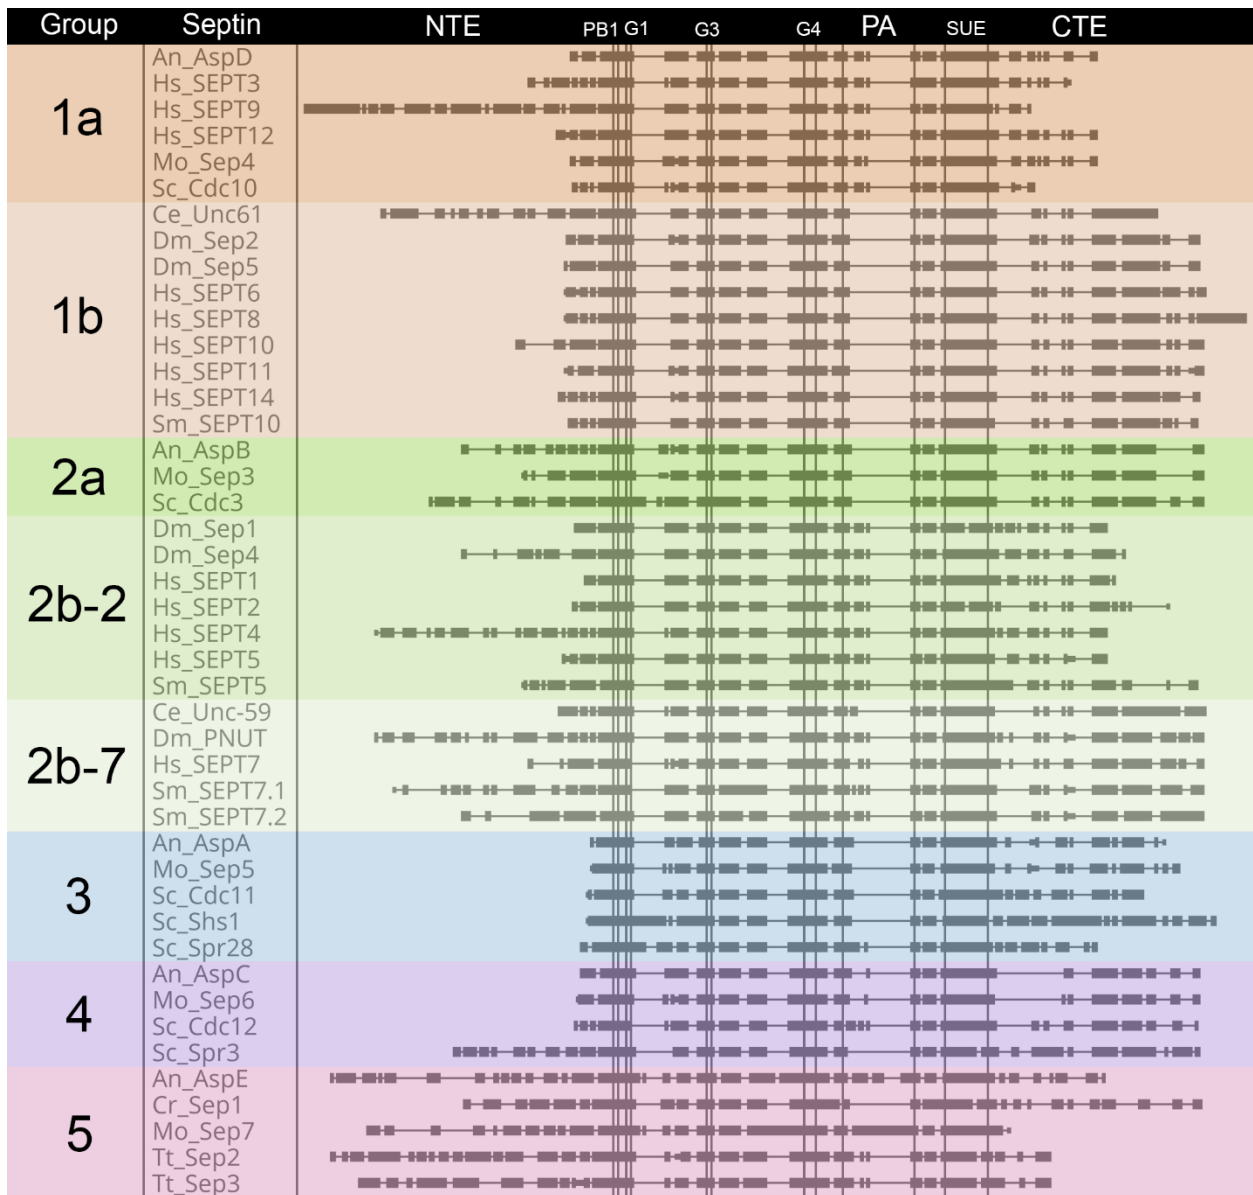 Group Septin NTE PB1 G1 G3 G4 PA SUE CTE
1a
An_AspD
Hs_SEPT3
Hs_SEPT9
Hs_SEPT12
Mo_Sep4
Sc_Cdc10
1b
Ce_Unc61
Dm_Sep2
Dm_Sep5
Hs_SEPT6
Hs_SEPT8
Hs_SEPT10
Hs_SEPT11
Hs_SEPT14
Sm_SEPT10
2a
An_AspB
Mo_Sep3
Sc_Cdc3
2b-2
Dm_Sep1
Dm_Sep4
Hs_SEPT1
Hs_SEPT2
Hs_SEPT4
Hs_SEPT5
Sm_SEPT5
2b-7
Ce_Unc-59
Dm_PNUT
Hs_SEPT7
Sm_SEPT7.1
Sm_SEPT7.2
3
An_AspA
Mo_Sep5
Sc_Cdc11
Sc_Shs1
Sc_Spr28
4
An_AspC
Mo_Sep6
Sc_Cdc12
Sc_Spr3
5
An_AspE
Cr_Sep1
Mo_Sep7
Tt_Sep2
Tt_Sep3